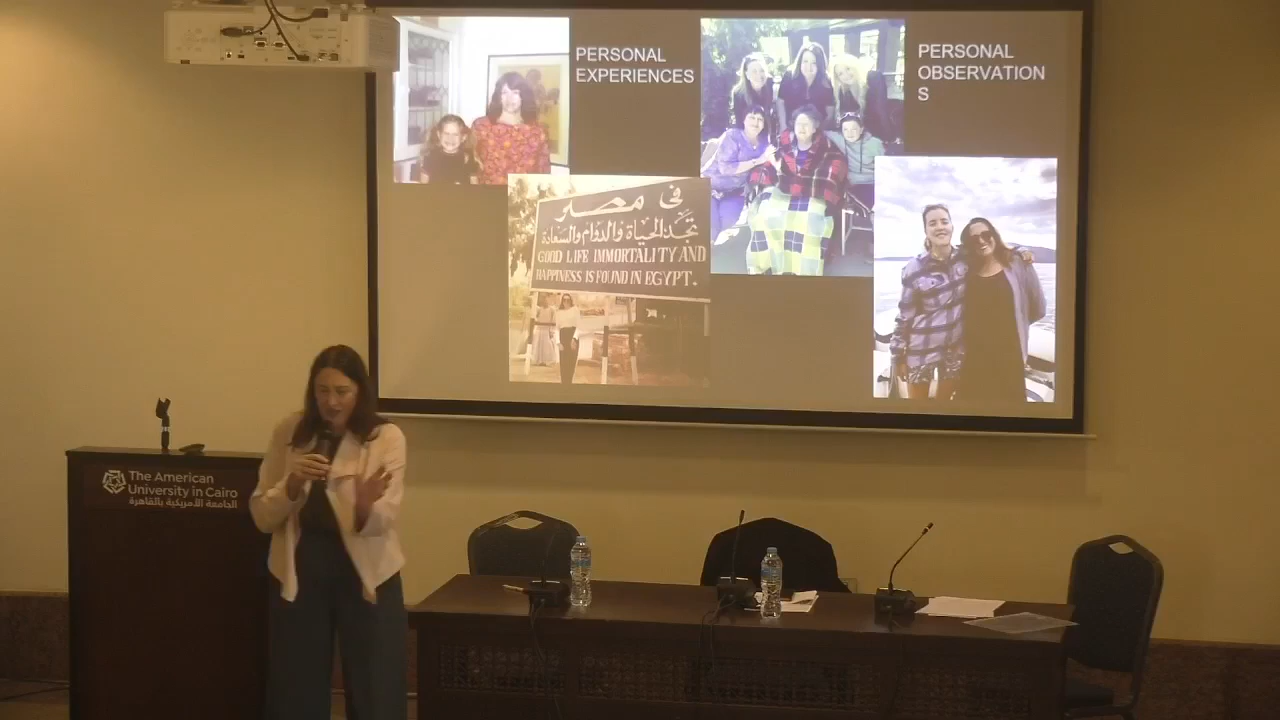 PERSONAL
EXPERIENCES
PERSONAL
OBSERVATION
S
في مصر
تجد الحياة والدوام والسعادة
GOOD LIFE IMMORTALITY AND
HAPPINESS IS FOUND IN EGYPT.
The American
University in Cairo
الجامعة الأمريكية بالقاهرة